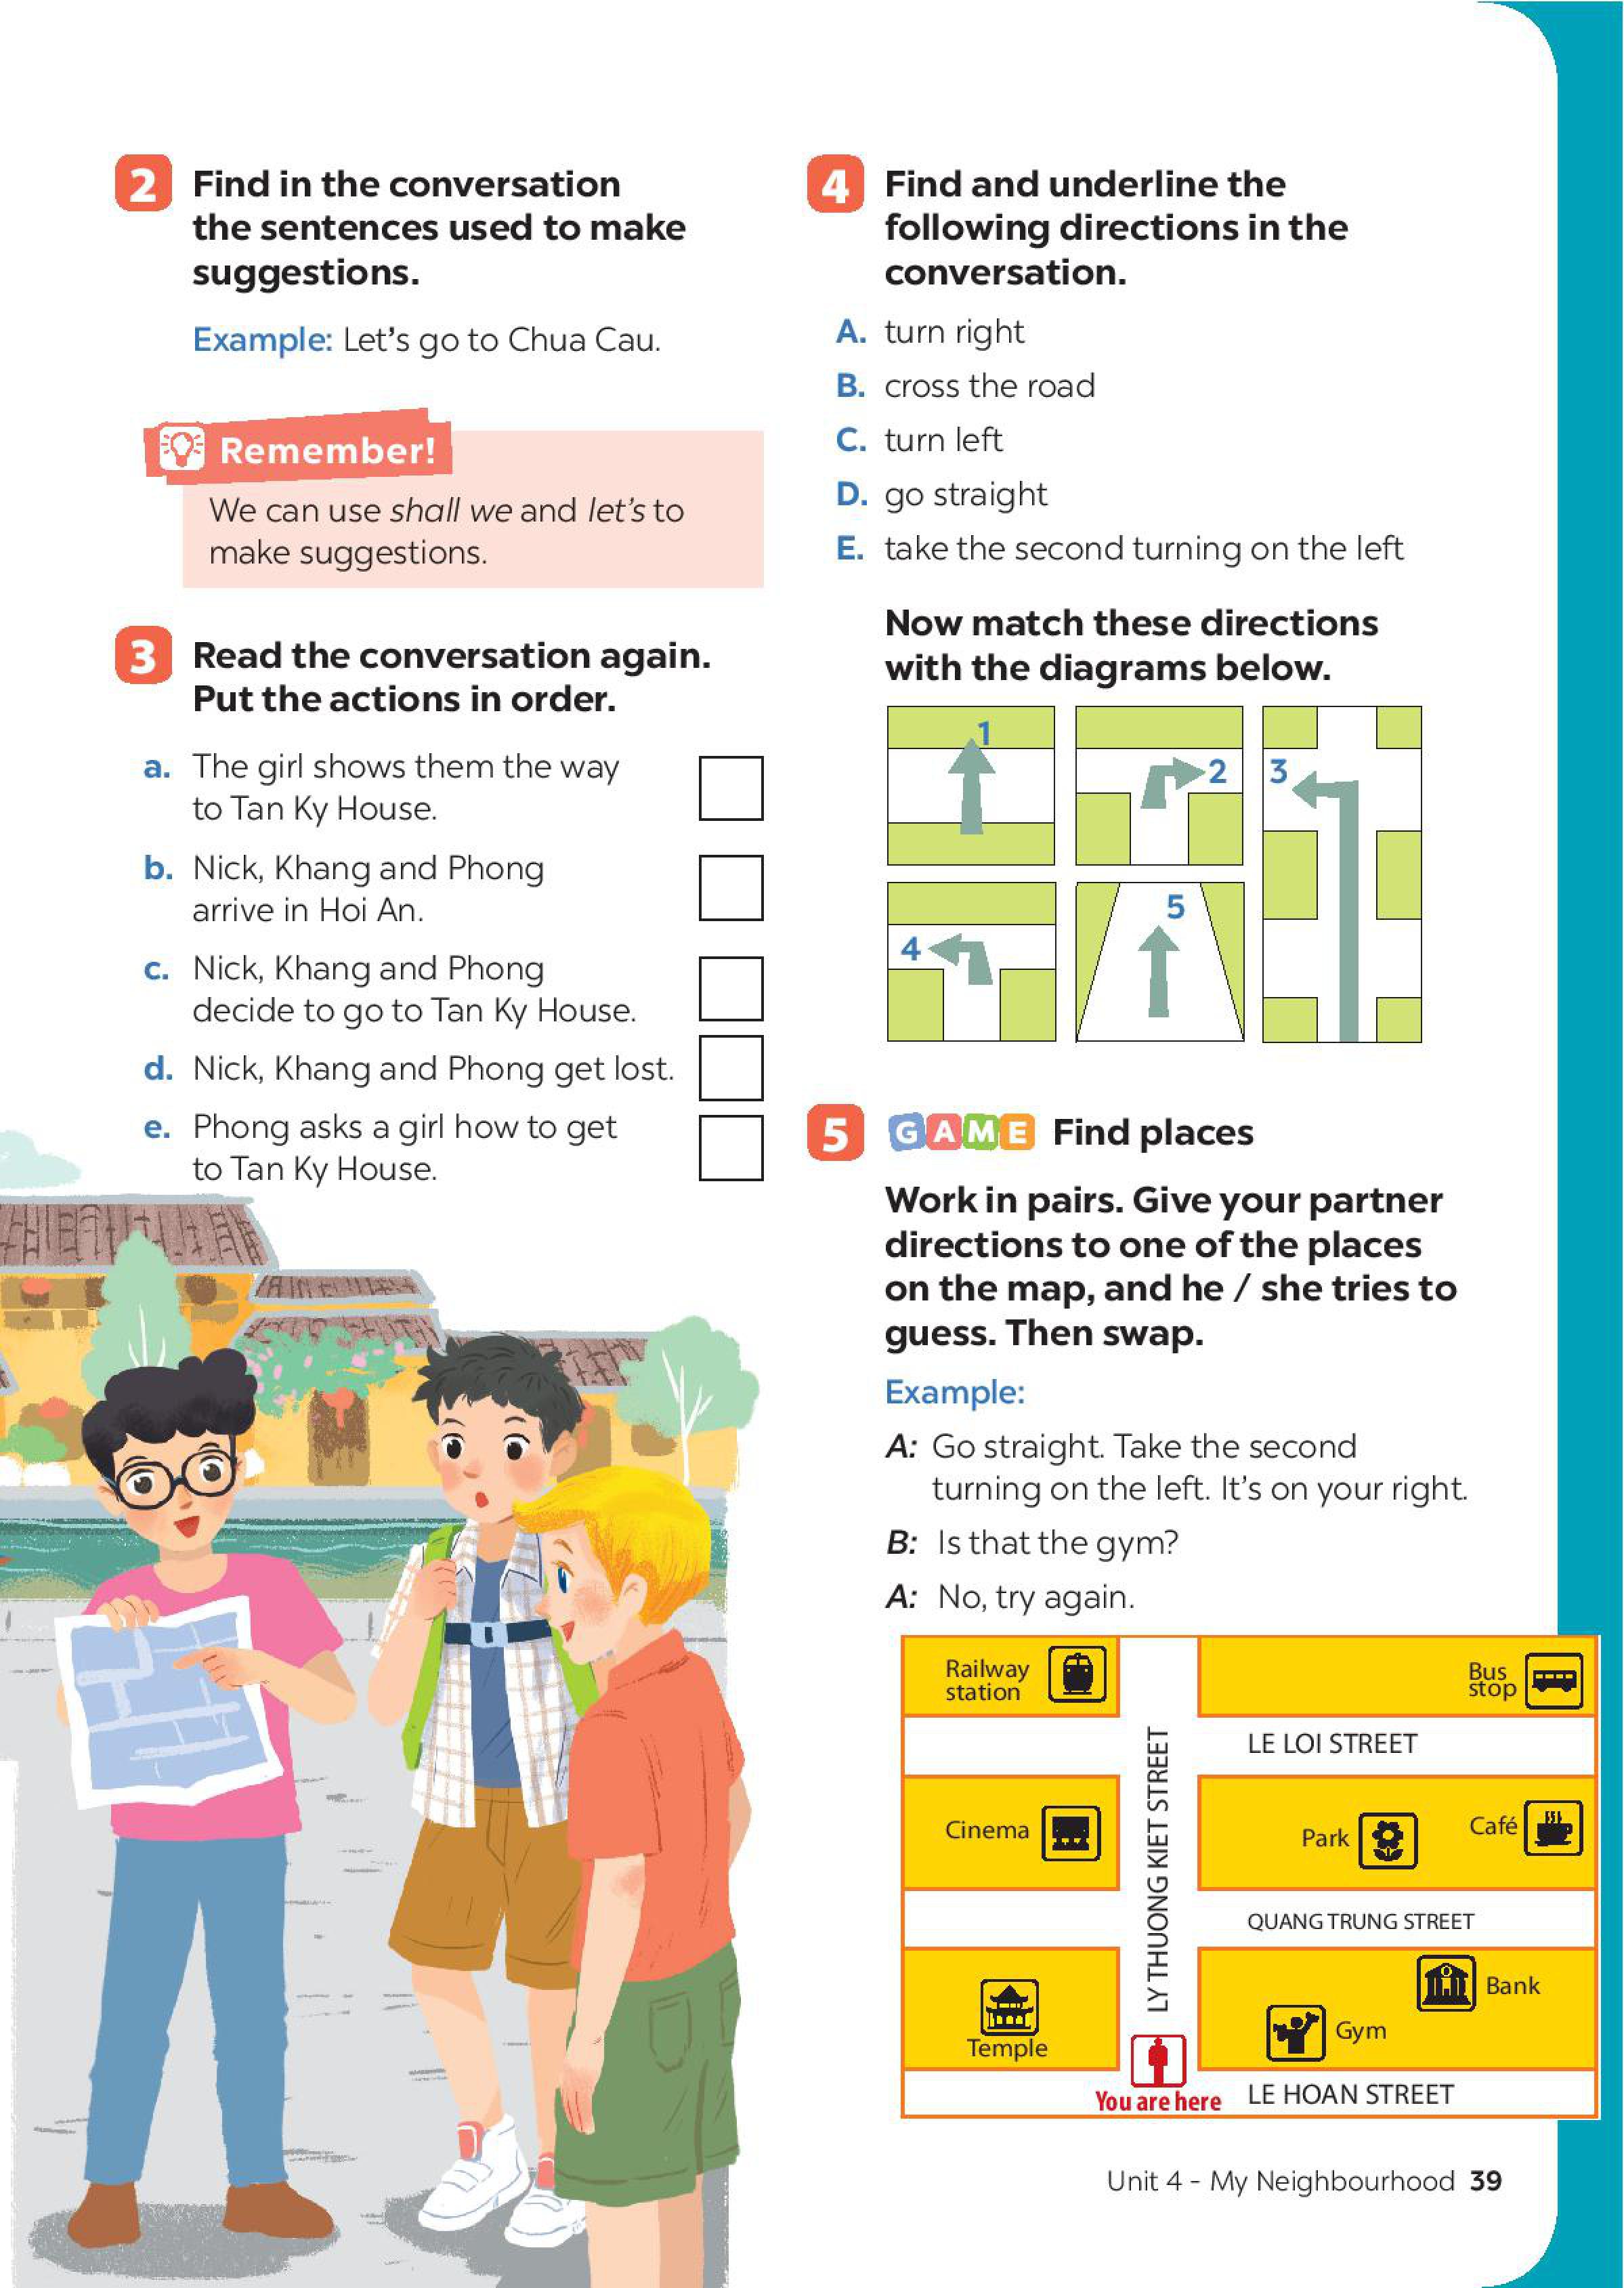 2 Find in the conversation
the sentences used to make
suggestions.
Example: Let's go to Chua Cau.
Remember!
We can use shall we and let's to
make suggestions.
3 Read the conversation again.
Put the actions in order.
a. The girl shows them the way
to Tan Ky House.
b. Nick, Khang and Phong
arrive in Hoi An.
c. Nick, Khang and Phong
decide to go to Tan Ky House.
d. Nick, Khang and Phong get lost.
e. Phong asks a girl how to get
to Tan Ky House.
4 Find and underline the
following directions in the
conversation.
A. turn right
B. cross the road
C. turn left
D. go straight
E. take the second turning on the left
Now match these directions
with the diagrams below.
1
2
3
4
5
5 GAME Find places
Work in pairs. Give your partner
directions to one of the places
on the map, and he / she tries to
guess. Then swap.
Example:
A: Go straight. Take the second
turning on the left. It's on your right.
B: Is that the gym?
A: No, try again.
Railway
station
Bus
stop
LE LOI STREET
LY THUONG KIET STREET
Cinema
Park
Café
QUANG TRUNG STREET
Bank
Gym
Temple
You are here
LE HOAN STREET
Unit 4 - My Neighbourhood 39